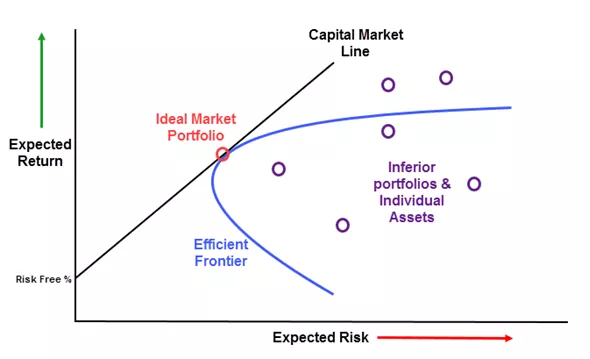 Capital Market
Line
Ideal Market
Portfolio
Expected
Return
Inferior
portfolios &
Individual
Assets
Efficient
Frontier
Risk Free %
Expected Risk